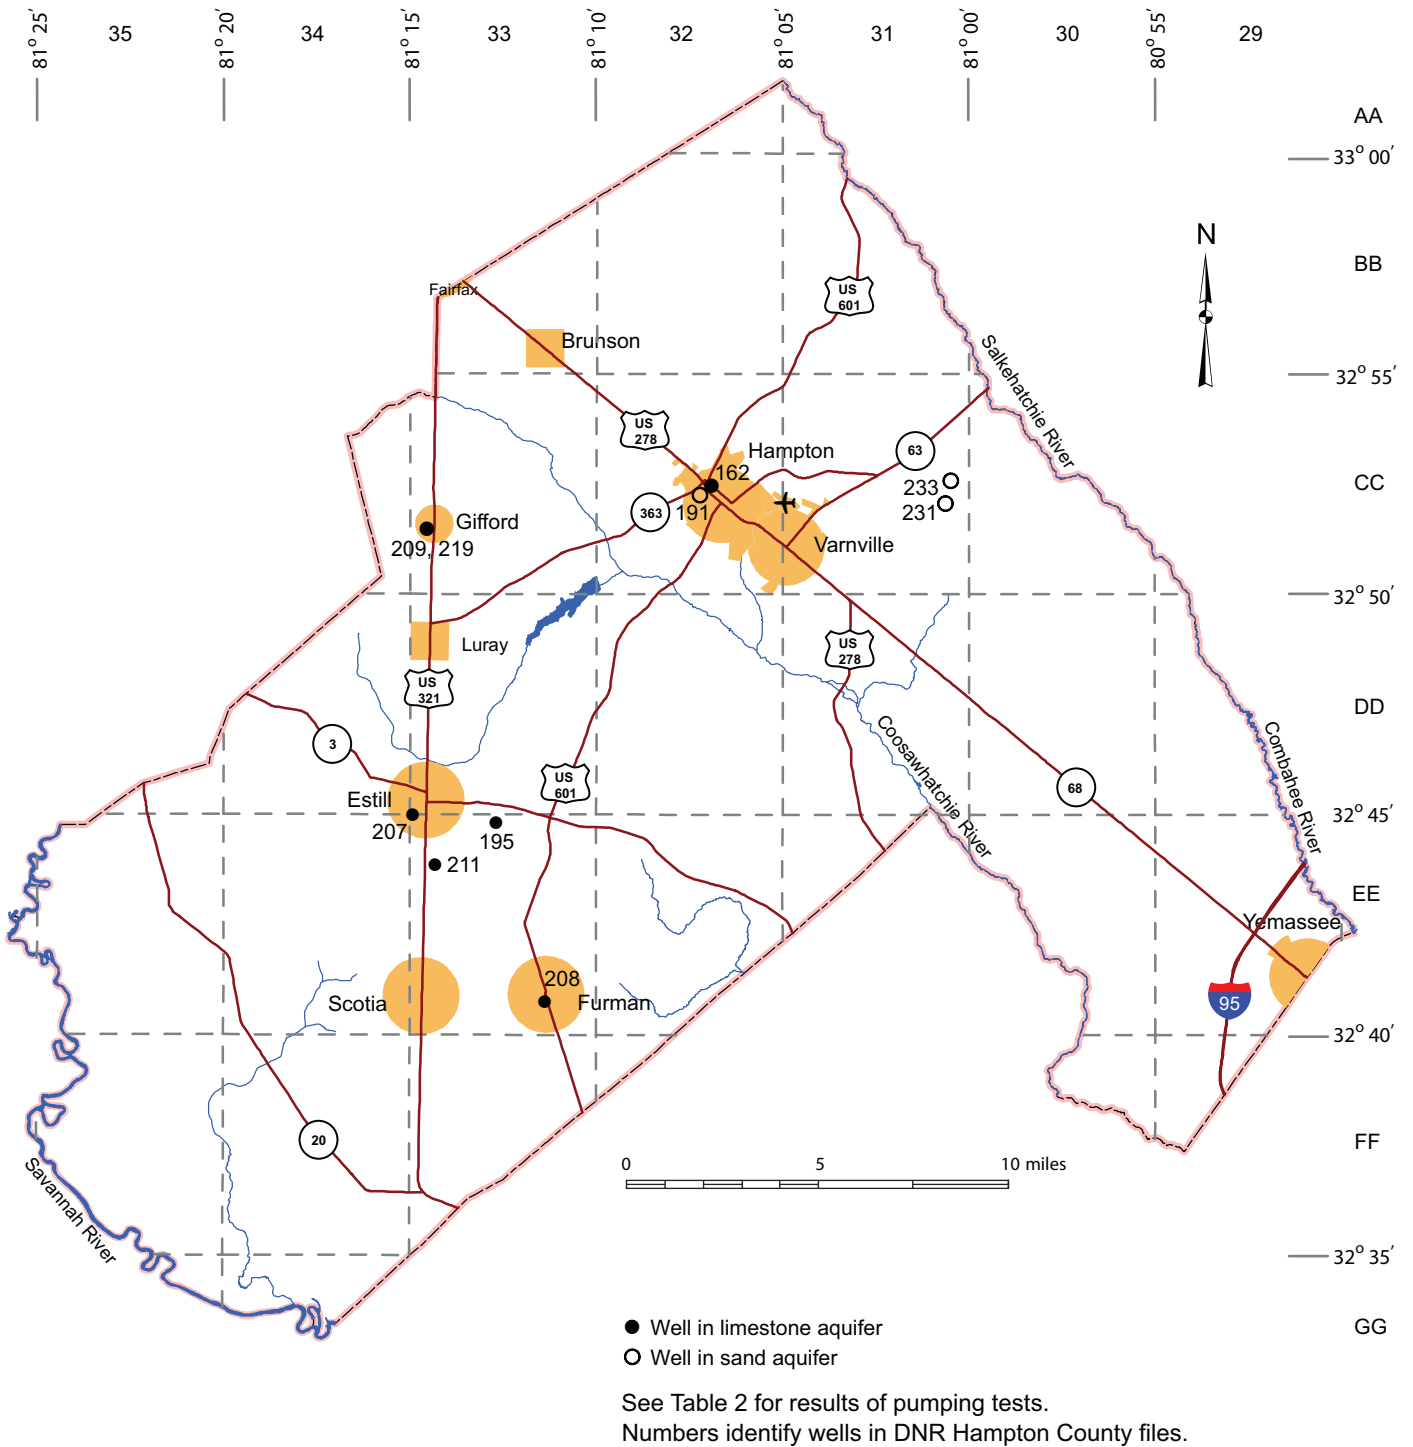 81° 25′ 35 81° 20′ 34 81° 15′ 33 81° 10′ 32 81° 05′ 31 81° 00′ 30 80° 55′ 29
AA
33° 00′
N
BB
Fairfax
US 601
Brunson
Salkehatchie River
32° 55′
US 278
Hampton
63
162
CC
233
363
191
231
Gifford
209, 219
Varnville
32° 50′
Luray
US 278
US 321
DD
3
Coosawhatchie River
Combahee River
US 601
68
Estill
32° 45′
207
195
211
EE
Yemassee
208
Scotia
Furman
95
32° 40′
20
FF
Savannah River
0 5 10 miles
32° 35′
GG
Well in limestone aquifer
Well in sand aquifer
See Table 2 for results of pumping tests.
Numbers identify wells in DNR Hampton County files.